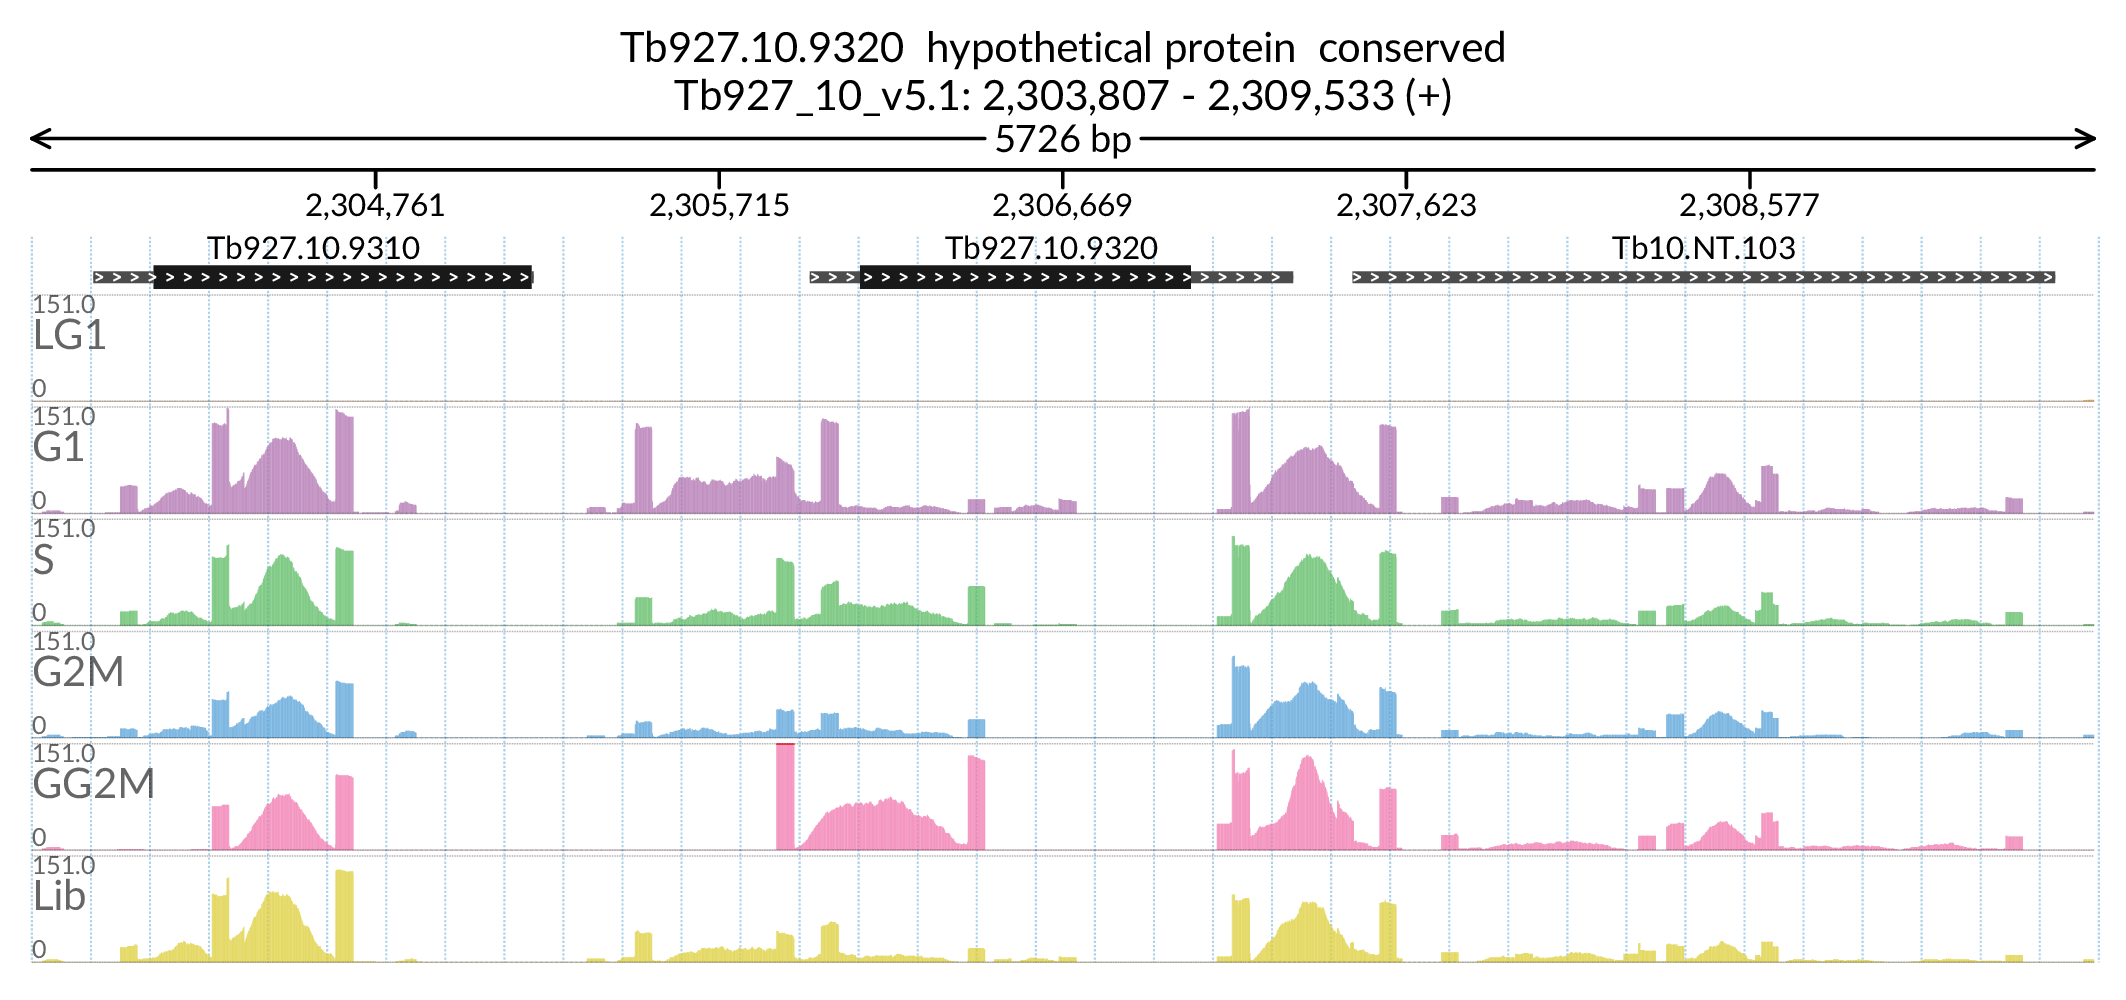 Tb927.10.9320  hypothetical protein  conserved
Tb927_10_v5.1: 2,303,807 - 2,309,533 (+)
5726 bp
2,304,761 2,305,715 2,306,669 2,307,623 2,308,577
Tb927.10.9310 Tb927.10.9320 Tb10.NT.103
151.0
LG1
0
151.0
G1
0
151.0
S
0
151.0
G2M
0
151.0
GG2M
0
151.0
Lib
0